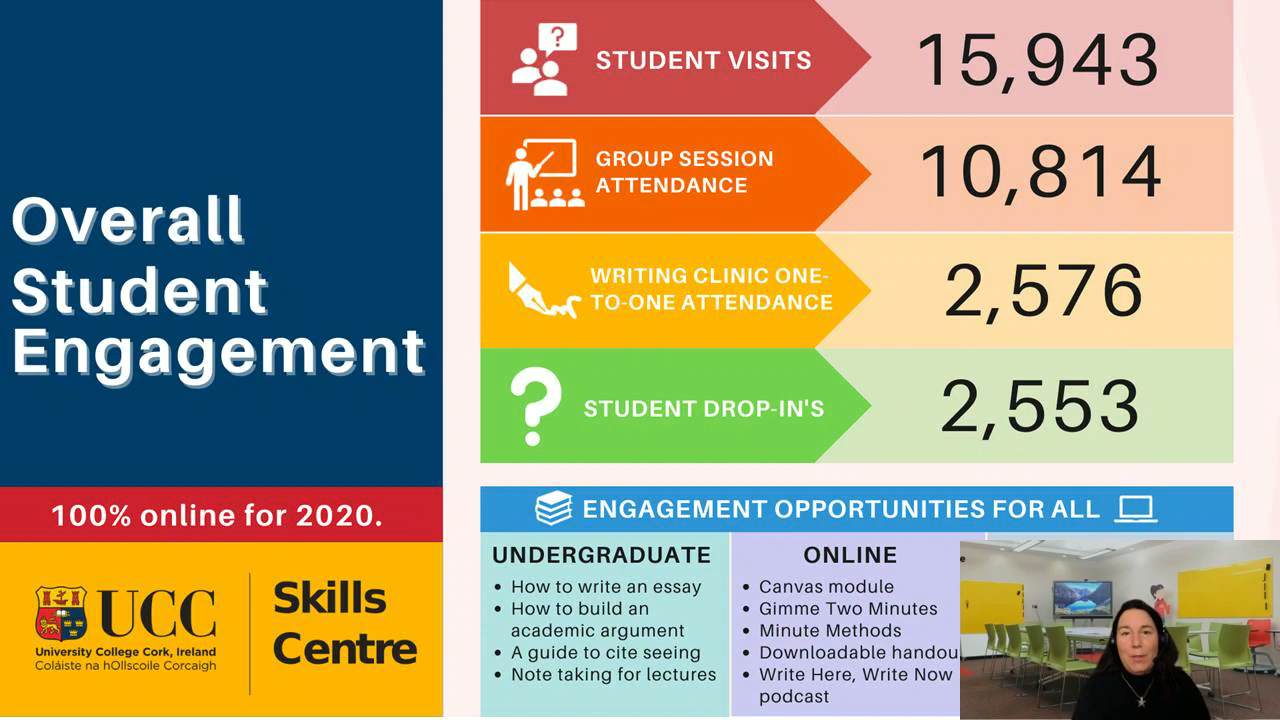 Overall
Student
Engagement
100% online for 2020.
UCC
University College Cork, Ireland
Coláiste na hOllscoile Corcaigh
Skills
Centre
STUDENT VISITS
15,943
GROUP SESSION
ATTENDANCE
10,814
WRITING CLINIC ONE-
TO-ONE ATTENDANCE
2,576
STUDENT DROP-IN'S
2,553
ENGAGEMENT OPPORTUNITIES FOR ALL
UNDERGRADUATE
• How to write an essay
• How to build an
academic argument
• A guide to cite seeing
• Note taking for lectures
ONLINE
• Canvas module
• Gimme Two Minutes
• Minute Methods
• Downloadable handou
• Write Here, Write Now
podcast